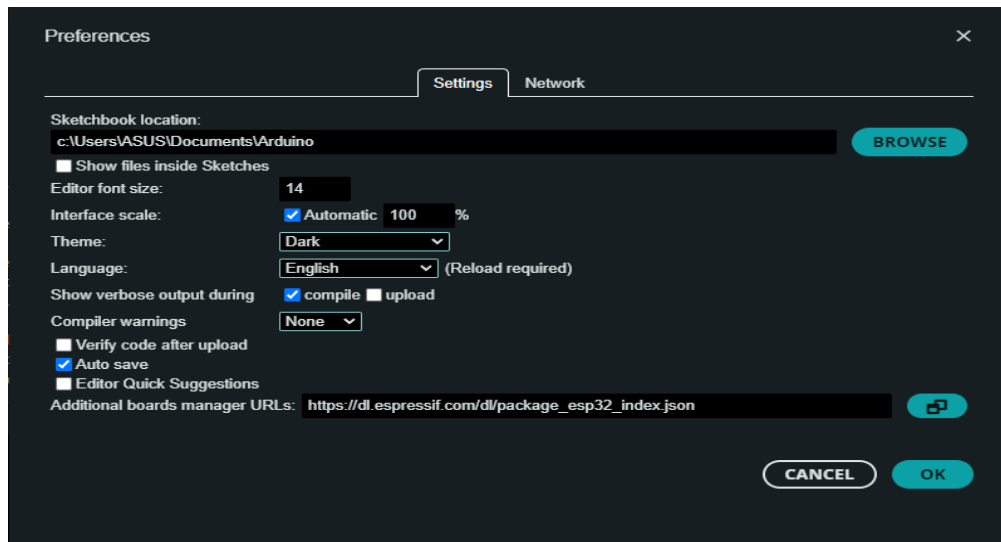 Preferences
Settings Network
Sketchbook location:
c:\Users\ASUS\Documents\Arduino BROWSE
Show files inside Sketches
Editor font size: 14
Interface scale: Automatic 100 %
Theme: Dark
Language: English (Reload required)
Show verbose output during compile upload
Compiler warnings None
Verify code after upload
Auto save
Editor Quick Suggestions
Additional boards manager URLs: https://dl.espressif.com/dl/package_esp32_index.json
CANCEL OK